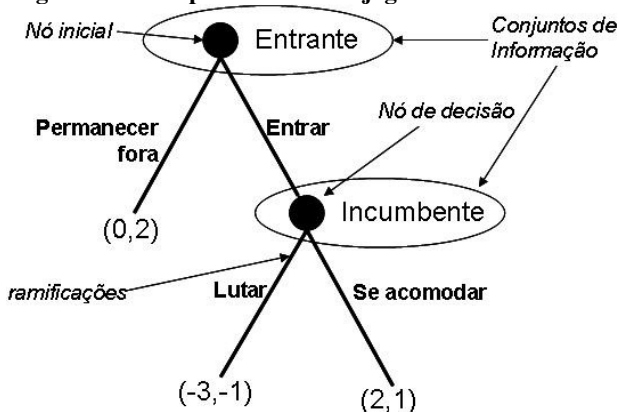 Nó inicial
Entrante
Conjuntos de
Informação
Permanecer
fora
Entrar
Nó de decisão
Incumbente
(0,2)
ramificações
Lutar
Se acomodar
(-3,-1)
(2,1)